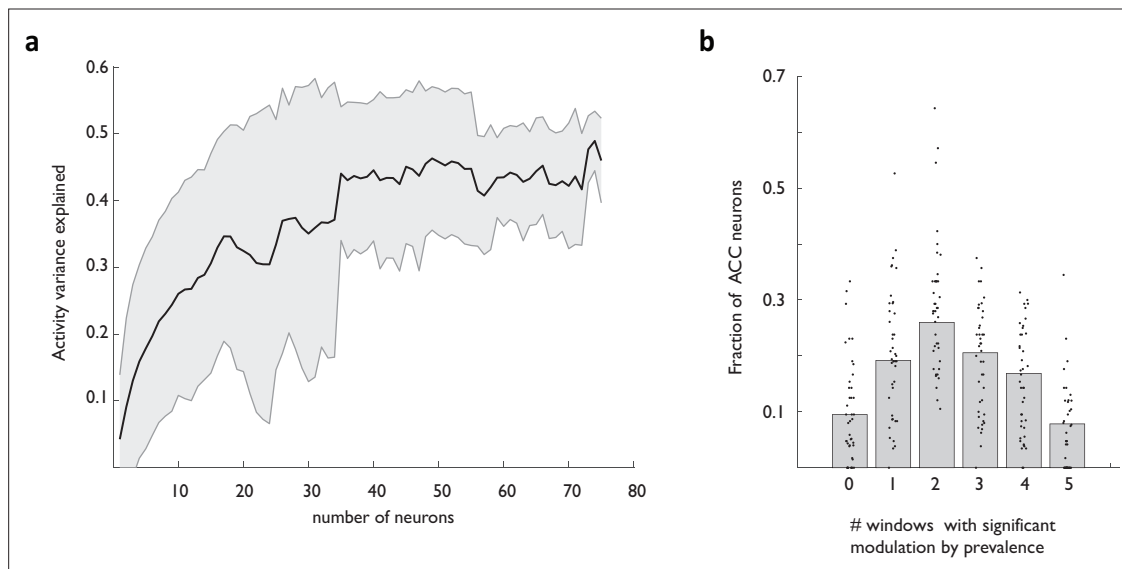 a
0.6
0.5
0.4
0.3
0.2
0.1
Activity variance explained
10 20 30 40 50 60 70 80
number of neurons
b
0.7
0.5
0.3
0.1
Fraction of ACC neurons
0 1 2 3 4 5
# windows with significant
modulation by prevalence